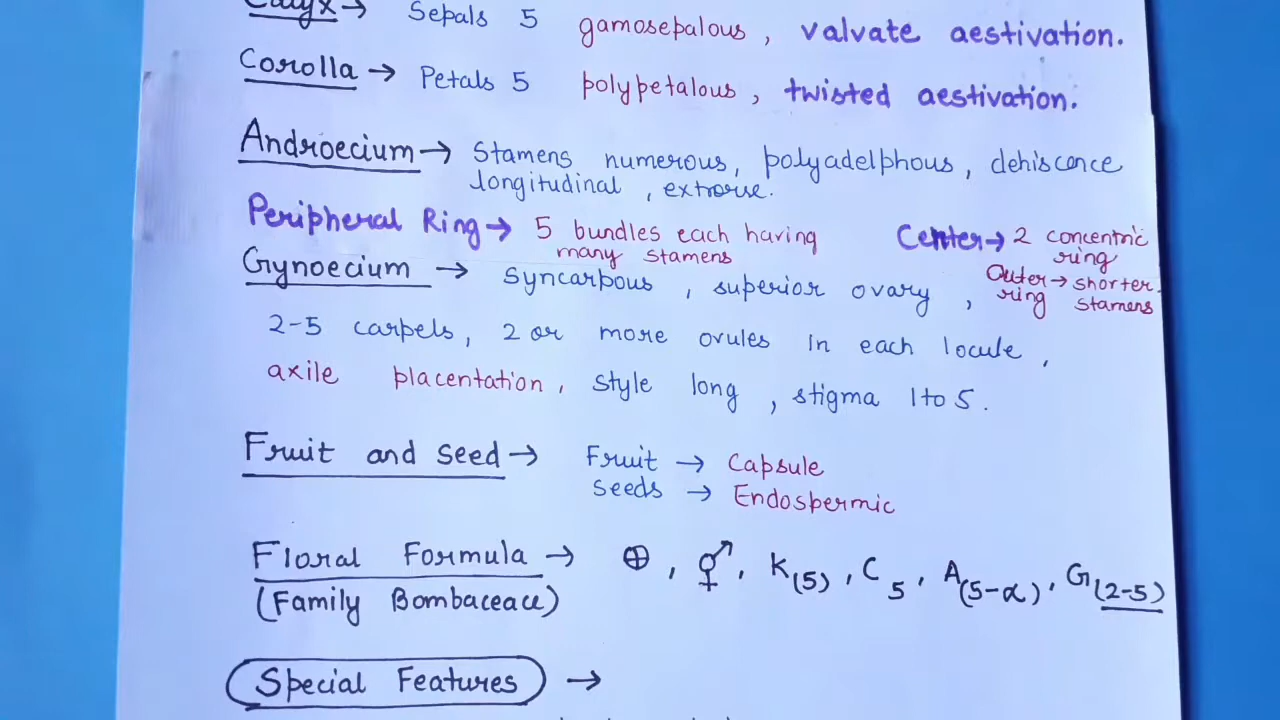 Calyx → Sepals 5 gamosepalous, valvate aestivation.
Corolla → Petals 5 polypetalous, twisted aestivation.
Androecium → Stamens numerous, polyadelphous, dehiscence
longitudinal, extrorse.
Peripheral Ring → 5 bundles each having
many stamens
Center → 2 concentric
ring
Outer → shorter
ring stamens
Gynoecium → Syncarpous, superior ovary,
2-5 carpels, 2 or more ovules in each locule,
axile placentation, style long, stigma 1 to 5.
Fruit and seed → Fruit → Capsule
Seeds → Endospermic
Floral Formula → ⊕, ⚥, K(5), C5, A(5-α), G(2-5)
(Family Bombaceace)
Special Features →